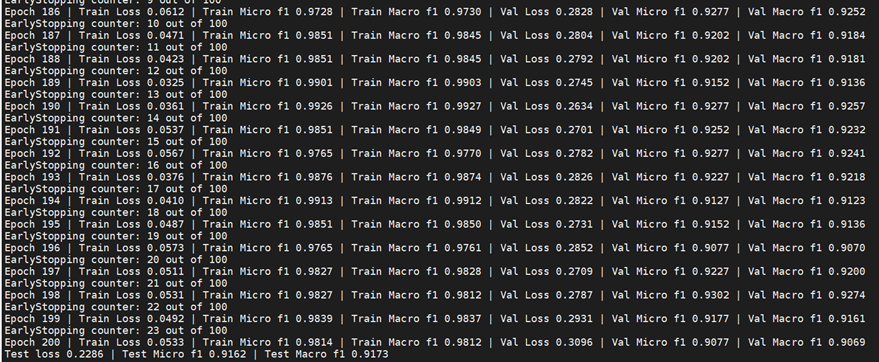 EarlyStopping counter: 9 out of 100
Epoch 186 | Train Loss 0.0612 | Train Micro f1 0.9728 | Train Macro f1 0.9730 | Val Loss 0.2828 | Val Micro f1 0.9277 | Val Macro f1 0.9252
EarlyStopping counter: 10 out of 100
Epoch 187 | Train Loss 0.0471 | Train Micro f1 0.9851 | Train Macro f1 0.9845 | Val Loss 0.2804 | Val Micro f1 0.9202 | Val Macro f1 0.9184
EarlyStopping counter: 11 out of 100
Epoch 188 | Train Loss 0.0423 | Train Micro f1 0.9851 | Train Macro f1 0.9845 | Val Loss 0.2792 | Val Micro f1 0.9202 | Val Macro f1 0.9181
EarlyStopping counter: 12 out of 100
Epoch 189 | Train Loss 0.0325 | Train Micro f1 0.9901 | Train Macro f1 0.9903 | Val Loss 0.2745 | Val Micro f1 0.9152 | Val Macro f1 0.9136
EarlyStopping counter: 13 out of 100
Epoch 190 | Train Loss 0.0361 | Train Micro f1 0.9926 | Train Macro f1 0.9927 | Val Loss 0.2634 | Val Micro f1 0.9277 | Val Macro f1 0.9257
EarlyStopping counter: 14 out of 100
Epoch 191 | Train Loss 0.0537 | Train Micro f1 0.9851 | Train Macro f1 0.9849 | Val Loss 0.2701 | Val Micro f1 0.9252 | Val Macro f1 0.9232
EarlyStopping counter: 15 out of 100
Epoch 192 | Train Loss 0.0567 | Train Micro f1 0.9765 | Train Macro f1 0.9770 | Val Loss 0.2782 | Val Micro f1 0.9277 | Val Macro f1 0.9241
EarlyStopping counter: 16 out of 100
Epoch 193 | Train Loss 0.0376 | Train Micro f1 0.9876 | Train Macro f1 0.9874 | Val Loss 0.2826 | Val Micro f1 0.9227 | Val Macro f1 0.9218
EarlyStopping counter: 17 out of 100
Epoch 194 | Train Loss 0.0410 | Train Micro f1 0.9913 | Train Macro f1 0.9912 | Val Loss 0.2822 | Val Micro f1 0.9127 | Val Macro f1 0.9123
EarlyStopping counter: 18 out of 100
Epoch 195 | Train Loss 0.0487 | Train Micro f1 0.9851 | Train Macro f1 0.9850 | Val Loss 0.2731 | Val Micro f1 0.9152 | Val Macro f1 0.9136
EarlyStopping counter: 19 out of 100
Epoch 196 | Train Loss 0.0573 | Train Micro f1 0.9765 | Train Macro f1 0.9761 | Val Loss 0.2852 | Val Micro f1 0.9077 | Val Macro f1 0.9070
EarlyStopping counter: 20 out of 100
Epoch 197 | Train Loss 0.0511 | Train Micro f1 0.9827 | Train Macro f1 0.9828 | Val Loss 0.2709 | Val Micro f1 0.9227 | Val Macro f1 0.9200
EarlyStopping counter: 21 out of 100
Epoch 198 | Train Loss 0.0531 | Train Micro f1 0.9827 | Train Macro f1 0.9812 | Val Loss 0.2787 | Val Micro f1 0.9302 | Val Macro f1 0.9274
EarlyStopping counter: 22 out of 100
Epoch 199 | Train Loss 0.0492 | Train Micro f1 0.9839 | Train Macro f1 0.9837 | Val Loss 0.2931 | Val Micro f1 0.9177 | Val Macro f1 0.9161
EarlyStopping counter: 23 out of 100
Epoch 200 | Train Loss 0.0533 | Train Micro f1 0.9814 | Train Macro f1 0.9812 | Val Loss 0.3096 | Val Micro f1 0.9077 | Val Macro f1 0.9069
Test loss 0.2286 | Test Micro f1 0.9162 | Test Macro f1 0.9173